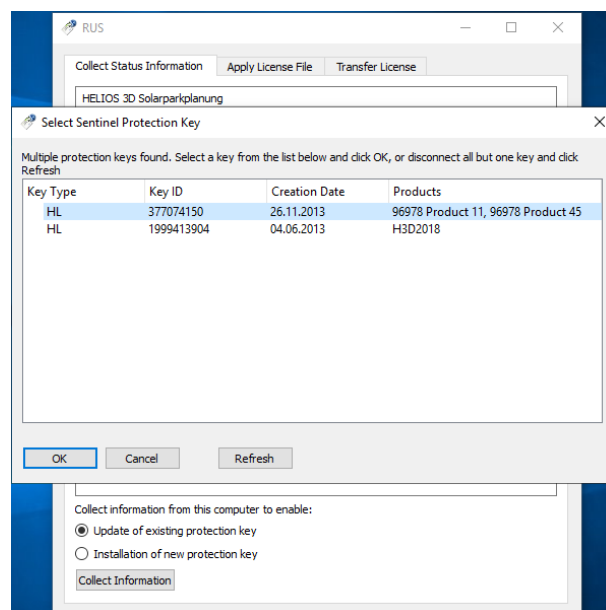 RUS
Collect Status Information Apply License File Transfer License
HELIOS 3D Solarparkplanung
Select Sentinel Protection Key
Multiple protection keys found. Select a key from the list below and click OK, or disconnect all but one key and click
Refresh
Key Type Key ID Creation Date Products
HL 377074150 26.11.2013 96978 Product 11, 96978 Product 45
HL 1999413904 04.06.2013 H3D2018
OK Cancel Refresh
Collect information from this computer to enable:
Update of existing protection key
Installation of new protection key
Collect Information